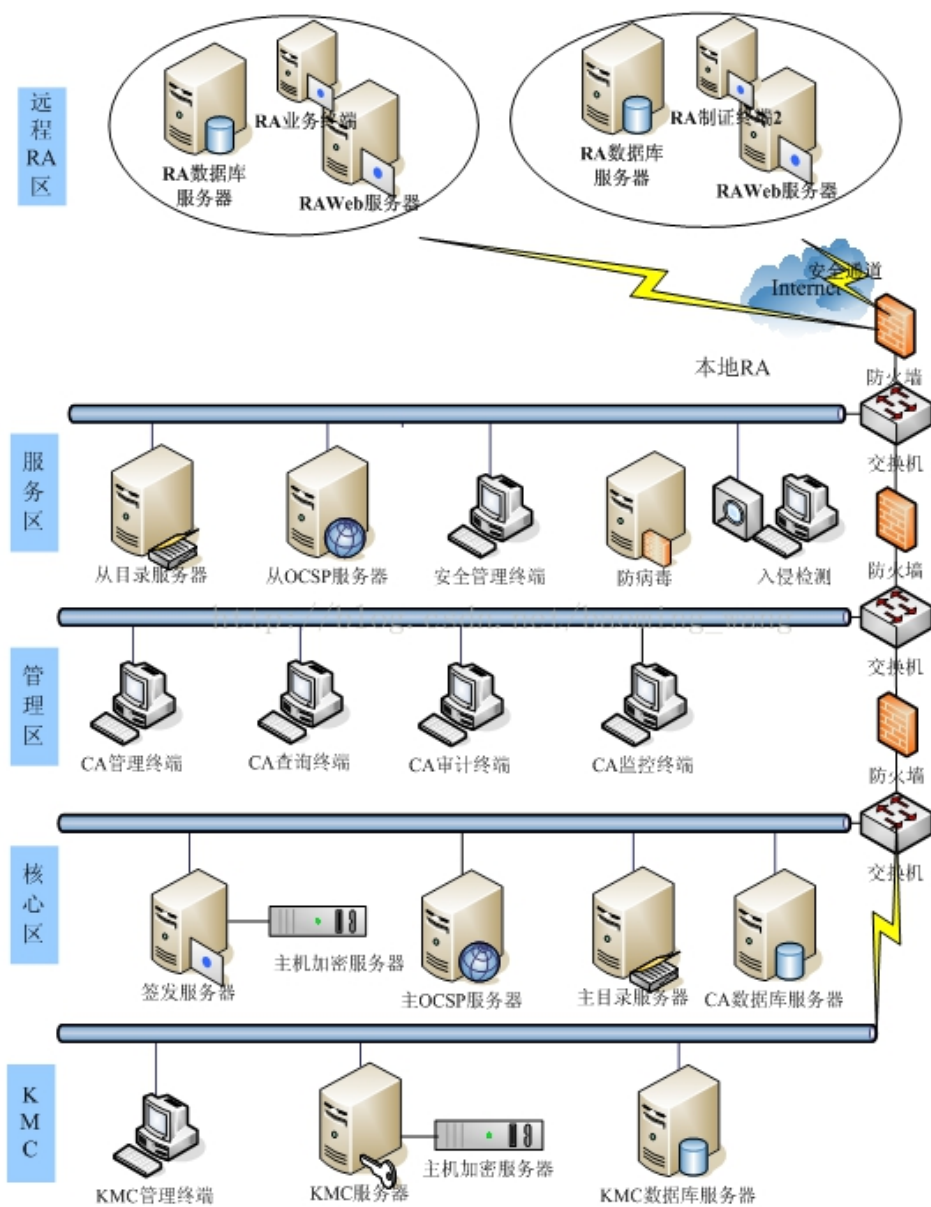 远程RA区
RA业务终端
RA数据库
服务器
RAWeb服务器
RA制证终端2
RA数据库
服务器
RAWeb服务器
安全通道
Internet
防火墙
本地RA
交换机
服务区
从目录服务器
从OCSP服务器
安全管理终端
防病毒
入侵检测
防火墙
交换机
管理区
CA管理终端
CA查询终端
CA审计终端
CA监控终端
防火墙
交换机
核心区
签发服务器
主机加密服务器
主OCSP服务器
主目录服务器
CA数据库服务器
KMC
KMC管理终端
KMC服务器
主机加密服务器
KMC数据库服务器